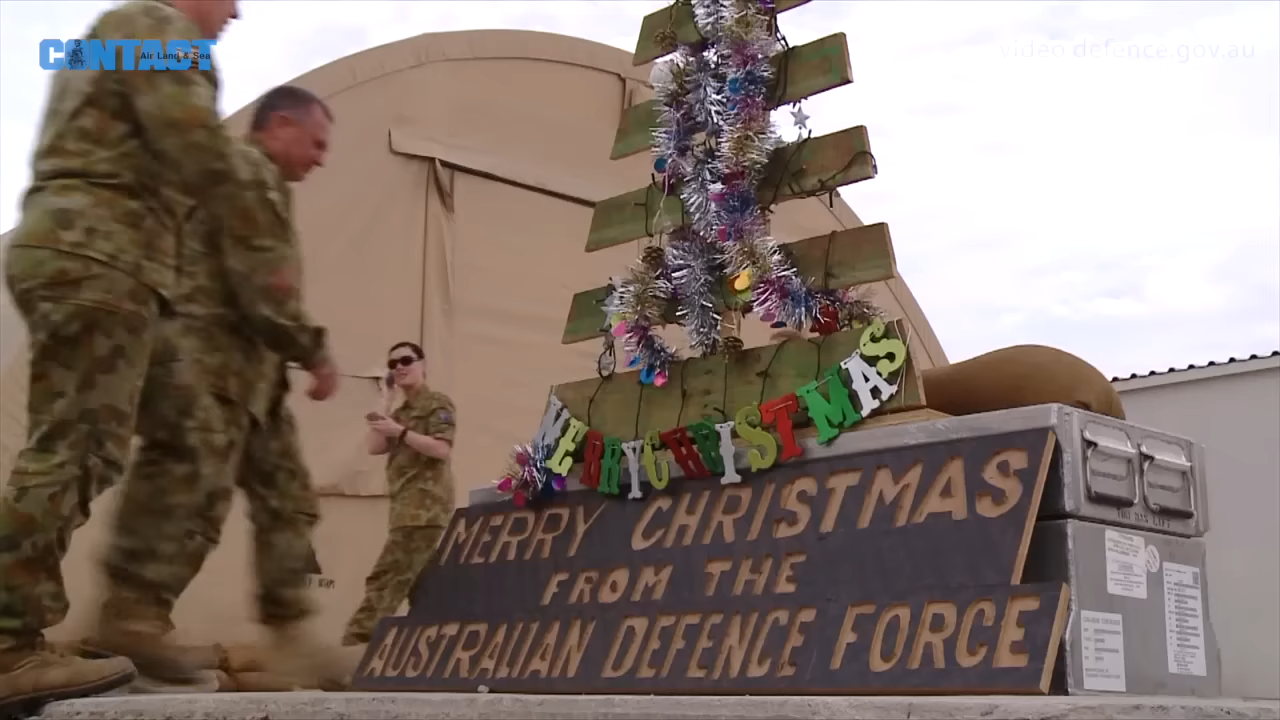 CONTACT
Air Land & Sea
video.defence.gov.au
MERRY CHRISTMAS
MERRY CHRISTMAS
FROM THE
AUSTRALIAN DEFENCE FORCE